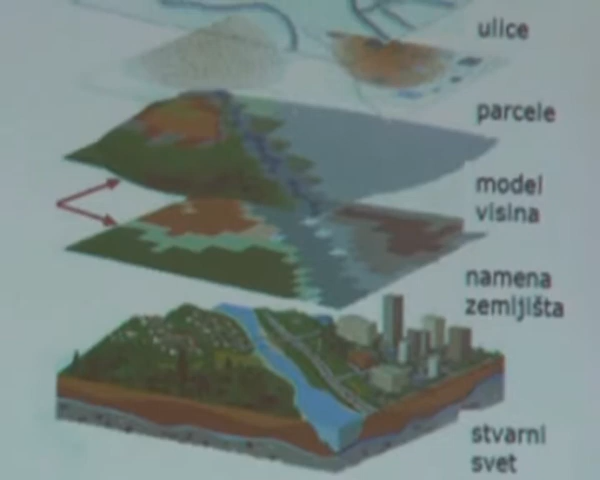 ulice
parcele
model
visina
namena
zemljišta
stvarni
svet